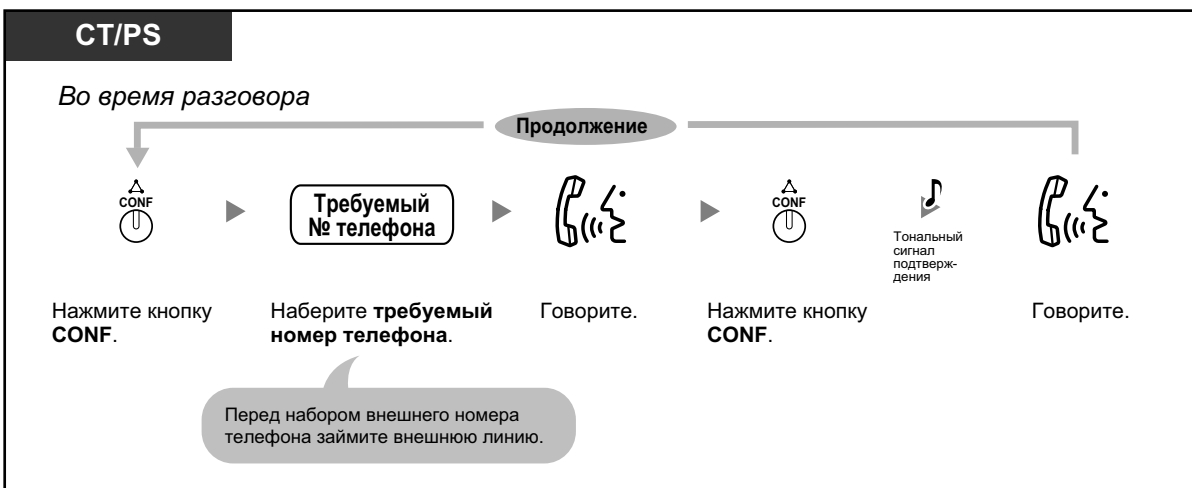 CT/PS
Во время разговора
Продолжение
CONF
Требуемый
№ телефона
CONF
Тональный
сигнал
подтверж-
дения
Нажмите кнопку
CONF.
Наберите требуемый
номер телефона.
Говорите.
Нажмите кнопку
CONF.
Говорите.
Перед набором внешнего номера
телефона займите внешнюю линию.